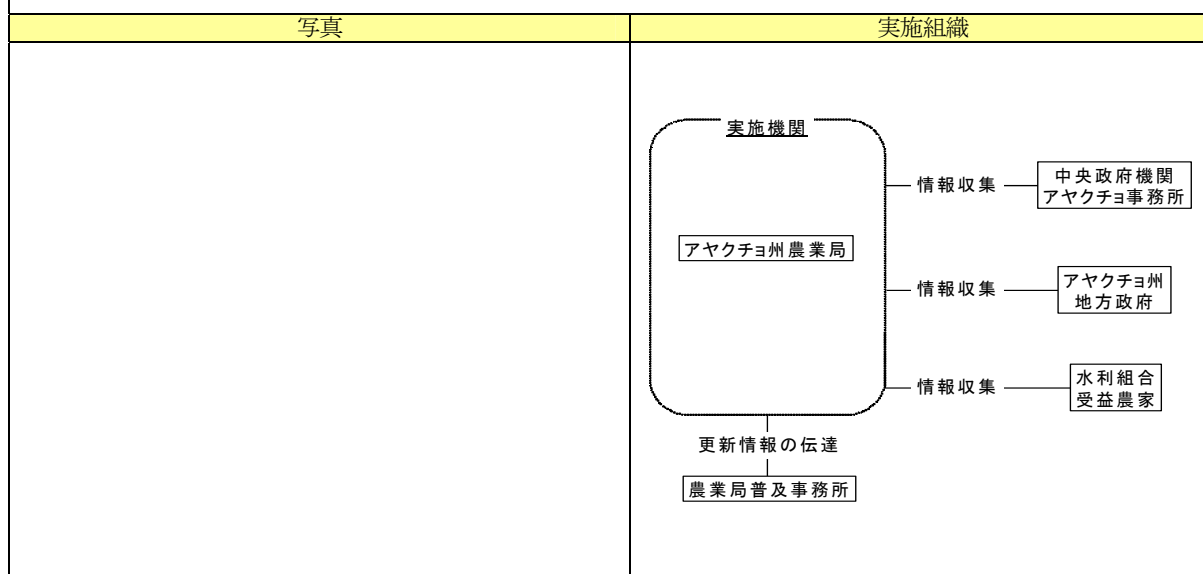 写真
実施組織
実施機関
アヤクチョ州農業局
情報収集
中央政府機関
アヤクチョ事務所
情報収集
アヤクチョ州
地方政府
情報収集
水利組合
受益農家
更新情報の伝達
農業局普及事務所